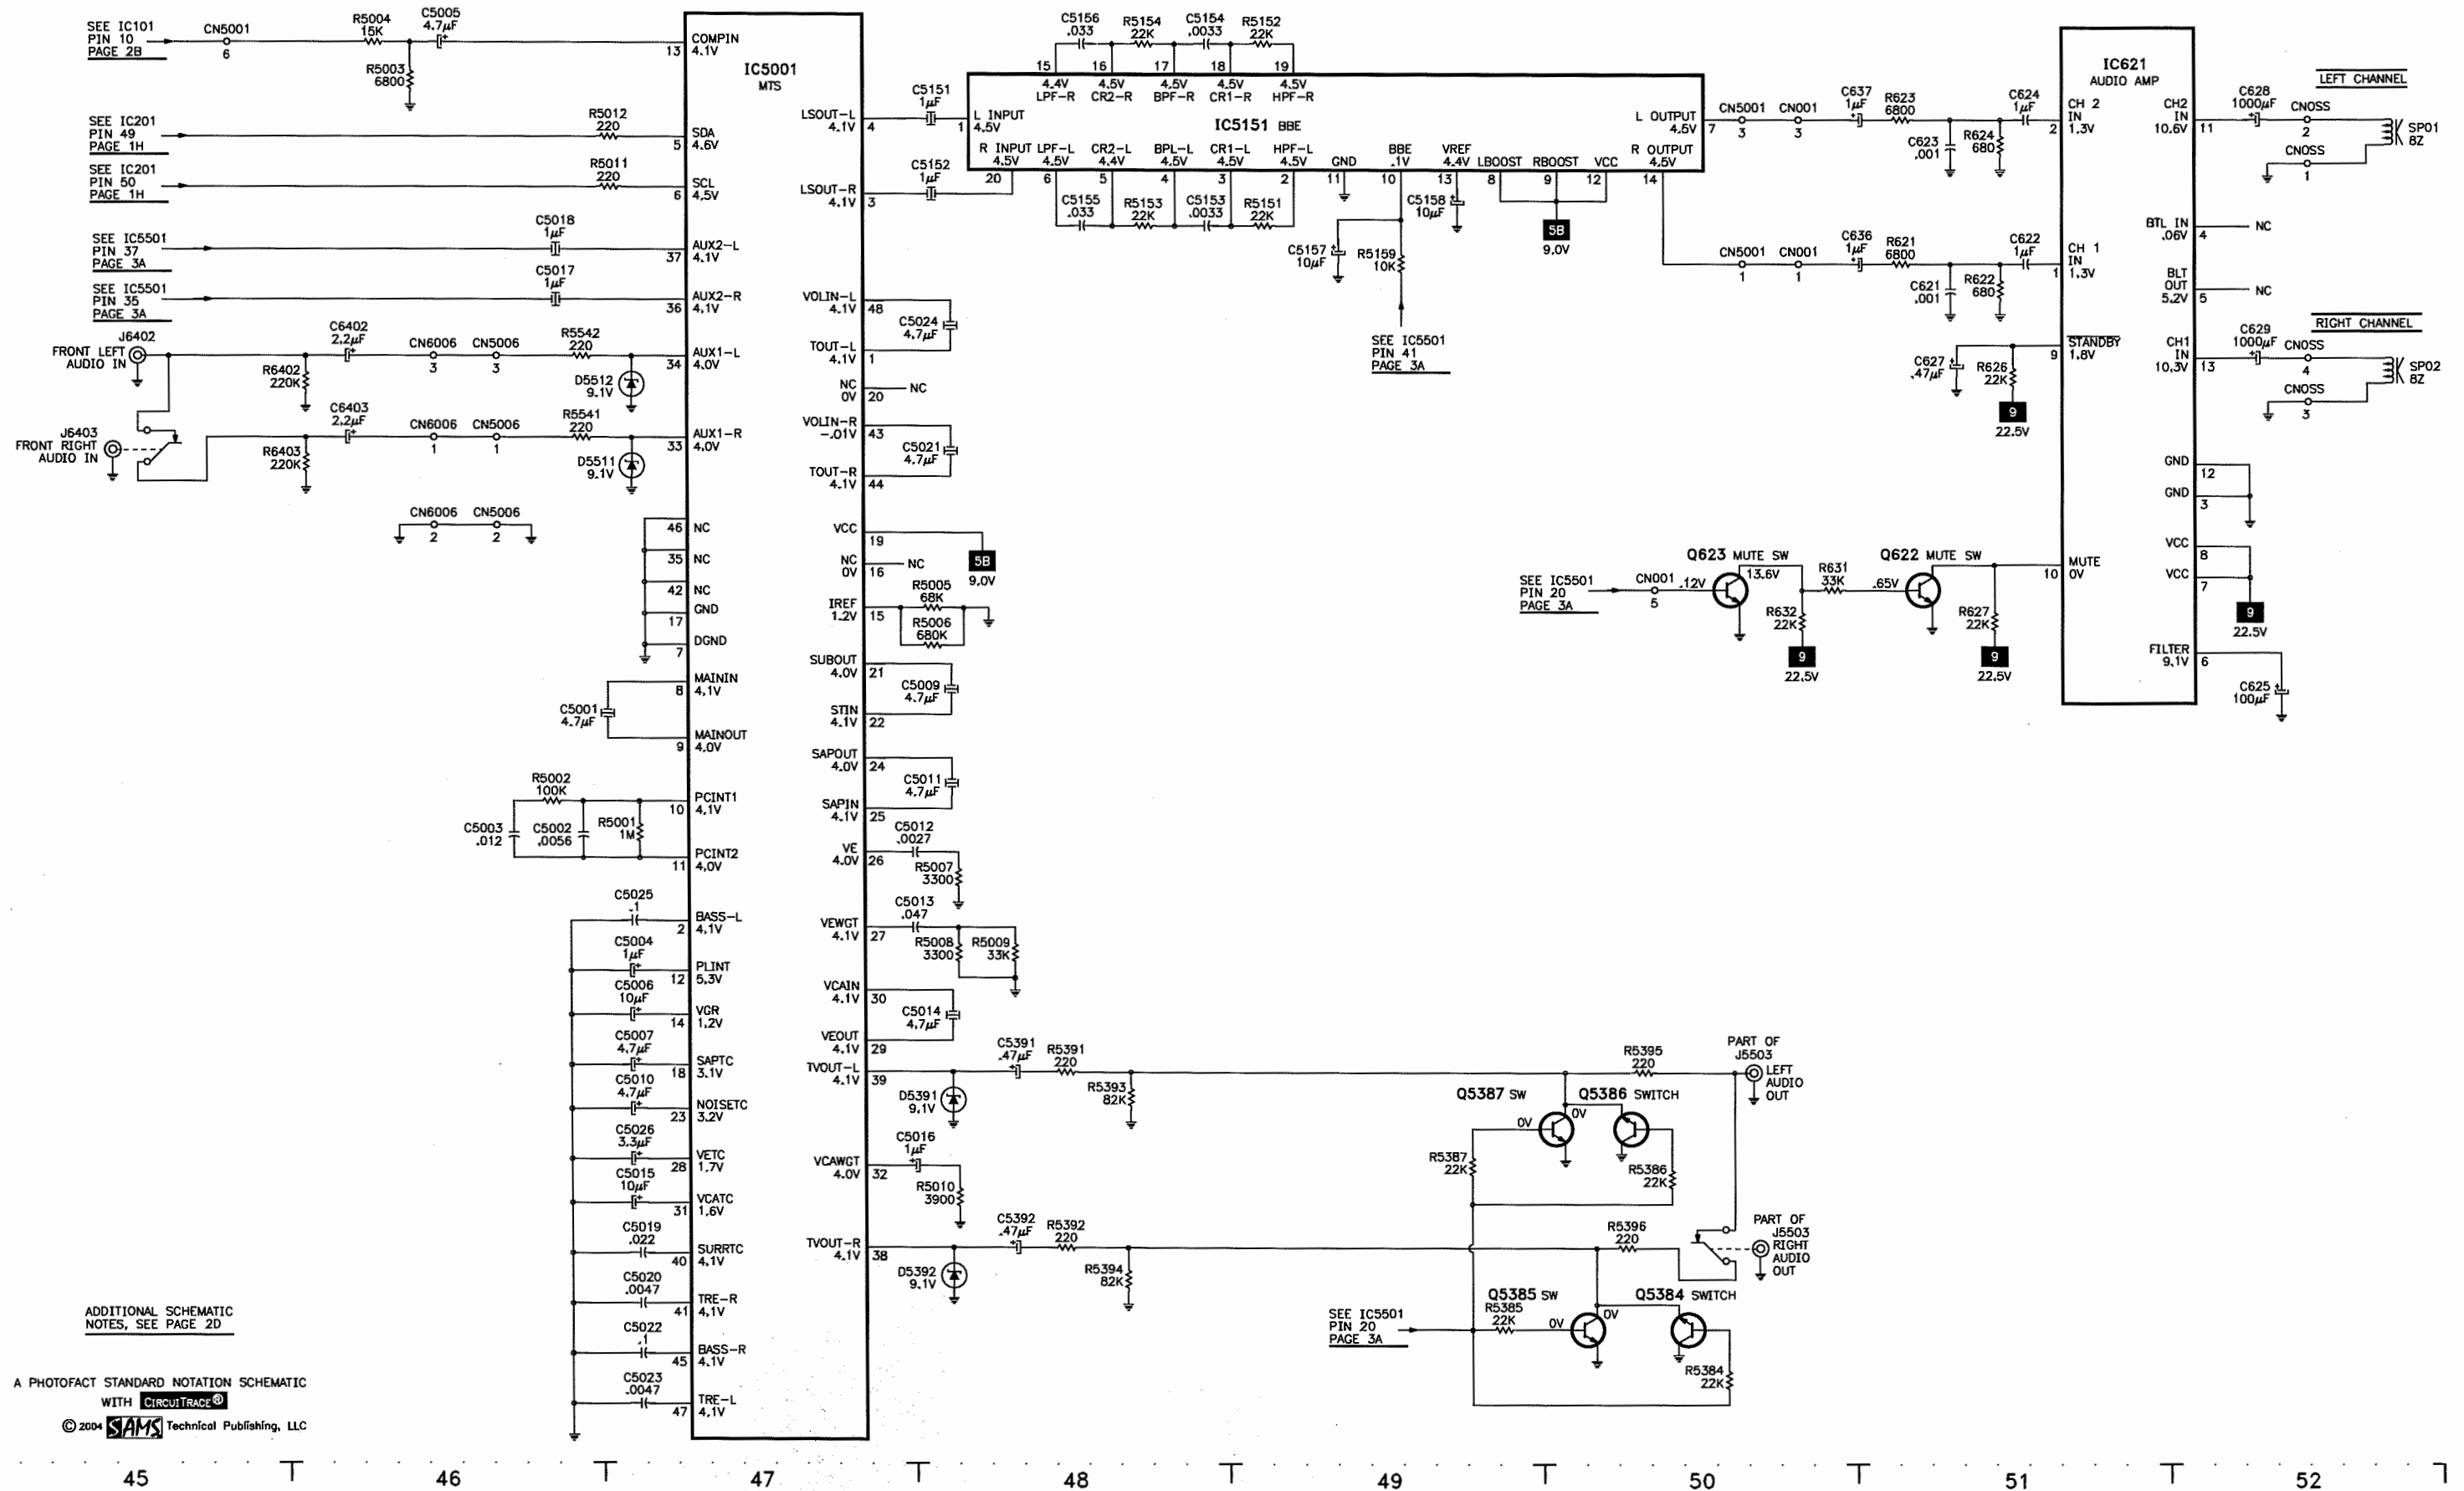 SEE IC101
PIN 10
PAGE 2B
CN5001
6
R5004
15K
C5005
4.7µF
R5003
6800
COMPIN
13 4.1V
IC5001
MTS
SEE IC201
PIN 49
PAGE 1H
R5012
220
SDA
5 4.6V
SEE IC201
PIN 50
PAGE 1H
R5011
220
SCL
6 4.5V
SEE IC5501
PIN 37
PAGE 3A
C5018
1µF
AUX2-L
37 4.1V
SEE IC5501
PIN 35
PAGE 3A
C5017
1µF
AUX2-R
36 4.1V
J6402
FRONT LEFT
AUDIO IN
R6402
220K
C6402
2.2µF
CN6006
3
CN5006
3
R5542
220
D5512
9.1V
AUX1-L
34 4.0V
J6403
FRONT RIGHT
AUDIO IN
R6403
220K
C6403
2.2µF
CN6006
1
CN5006
1
R5541
220
D5511
9.1V
AUX1-R
33 4.0V
CN6006
2
CN5006
2
46 NC
35 NC
42 NC
GND
17
DGND
7
C5001
4.7µF
MAININ
8 4.1V
MAINOUT
9 4.0V
R5002
100K
C5003
.012
C5002
.0056
R5001
1M
PCINT1
10 4.1V
PCINT2
11 4.0V
C5025
.1
BASS-L
2 4.1V
C5004
1µF
PLINT
12 5.3V
C5006
10µF
VGR
14 1.2V
C5007
4.7µF
SAPTC
18 3.1V
C5010
4.7µF
NOISETC
23 3.2V
C5026
3.3µF
VETC
28 1.7V
C5015
10µF
VCATC
31 1.6V
C5019
.022
SURRTC
40 4.1V
C5020
.0047
TRE-R
41 4.1V
C5022
.1
BASS-R
45 4.1V
C5023
.0047
TRE-L
47 4.1V
LSOUT-L
4.1V 4
C5151
1µF
LSOUT-R
4.1V 3
C5152
1µF
VOLIN-L
4.1V 48
C5024
4.7µF
TOUT-L
4.1V 1
NC
0V 20
NC
VOLIN-R
-.01V 43
C5021
4.7µF
TOUT-R
4.1V 44
VCC
19
5B
9.0V
NC
0V 16
NC
R5005
68K
IREF
1.2V 15
R5006
680K
SUBOUT
4.0V 21
C5009
4.7µF
STIN
4.1V 22
SAPOUT
4.0V 24
C5011
4.7µF
SAPIN
4.1V 25
C5012
.0027
VE
4.0V 26
R5007
3300
C5013
.047
VEWGT
4.1V 27
R5008
3300
R5009
33K
VCAIN
4.1V 30
C5014
4.7µF
VEOUT
4.1V 29
TVOUT-L
4.1V 39
D5391
9.1V
C5391
.47µF
R5391
220
R5393
82K
VCAWGT
4.0V 32
C5016
1µF
R5010
3900
TVOUT-R
4.1V 38
D5392
9.1V
C5392
.47µF
R5392
220
R5394
82K
C5156
.033
R5154
22K
C5154
.0033
R5152
22K
15 16 17 18 19
4.4V 4.5V 4.5V 4.5V 4.5V
LPF-R CR2-R BPF-R CR1-R HPF-R
L INPUT
1 4.5V
IC5151 BBE
L OUTPUT
4.5V 7
R INPUT LPF-L CR2-L BPL-L CR1-L HPF-L GND BBE VREF LBOOST RBOOST VCC R OUTPUT
4.5V 4.5V 4.4V 4.5V 4.5V 4.5V .1V 4.4V 4.5V
20 6 5 4 3 2 11 10 13 8 9 12 14
C5155
.033
R5153
22K
C5153
.0033
R5151
22K
C5157
10µF
R5159
10K
C5158
10µF
5B
9.0V
SEE IC5501
PIN 41
PAGE 3A
CN5001
3
CN001
3
C637
1µF
R623
6800
C623
.001
R624
680
C624
1µF
CN5001
1
CN001
1
C636
1µF
R621
6800
C621
.001
R622
680
C622
1µF
C627
.47µF
R626
22K
9
22.5V
IC621
AUDIO AMP
CH 2
IN
2 1.3V
CH 1
IN
1 1.3V
STANDBY
9 1.8V
MUTE
10 0V
CH2
IN
10.6V 11
BTL IN
.06V 4
NC
BLT
OUT
5.2V 5
NC
CH1
IN
10.3V 13
GND
12
GND
3
VCC
8
VCC
7
9
22.5V
FILTER
9.1V 6
C625
100µF
LEFT CHANNEL
C628
1000µF
CNOSS
2
CNOSS
1
SP01
8Z
RIGHT CHANNEL
C629
1000µF
CNOSS
4
CNOSS
3
SP02
8Z
SEE IC5501
PIN 20
PAGE 3A
CN001
5
.12V
Q623 MUTE SW
13.6V
R632
22K
9
22.5V
R631
33K
.65V
Q622 MUTE SW
R627
22K
9
22.5V
R5395
220
PART OF
J5503
LEFT
AUDIO
OUT
Q5387 SW
0V
0V
Q5386 SWITCH
R5387
22K
R5386
22K
R5396
220
PART OF
J5503
RIGHT
AUDIO
OUT
SEE IC5501
PIN 20
PAGE 3A
Q5385 SW
R5385
22K
0V
0V
Q5384 SWITCH
R5384
22K
ADDITIONAL SCHEMATIC
NOTES, SEE PAGE 2D
A PHOTOFACT STANDARD NOTATION SCHEMATIC
WITH CIRCUITRACE®
© 2004 SAMS Technical Publishing, LLC
45 46 47 48 49 50 51 52